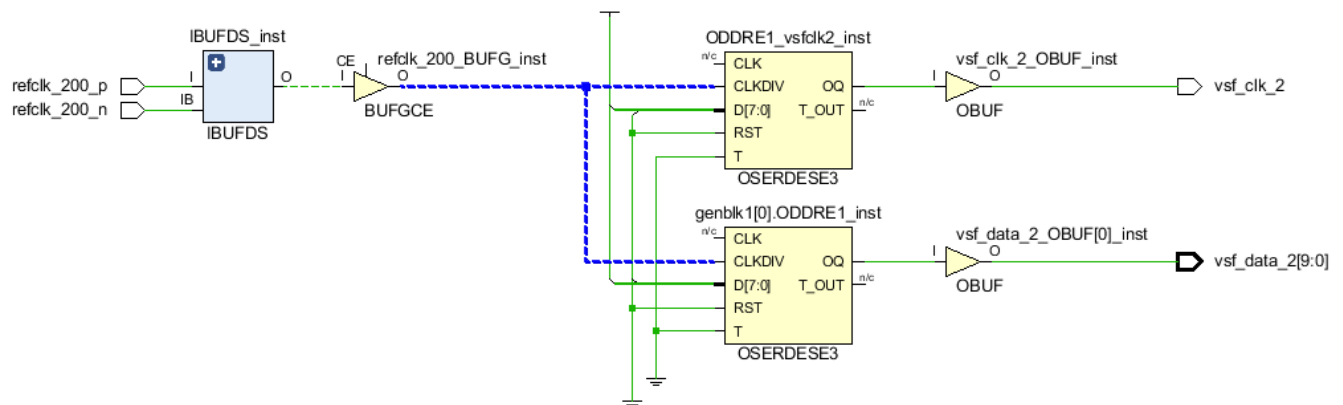 IBUFDS_inst
refclk_200_p
refclk_200_n
I
IB
O
IBUFDS
CE
refclk_200_BUFG_inst
I
O
BUFGCE
ODDRE1_vsfclk2_inst
n/c
CLK
CLKDIV
D[7:0]
RST
T
OQ
T_OUT
n/c
OSERDESE3
vsf_clk_2_OBUF_inst
I
O
OBUF
vsf_clk_2
genblk1[0].ODDRE1_inst
n/c
CLK
CLKDIV
D[7:0]
RST
T
OQ
T_OUT
n/c
OSERDESE3
vsf_data_2_OBUF[0]_inst
I
O
OBUF
vsf_data_2[9:0]